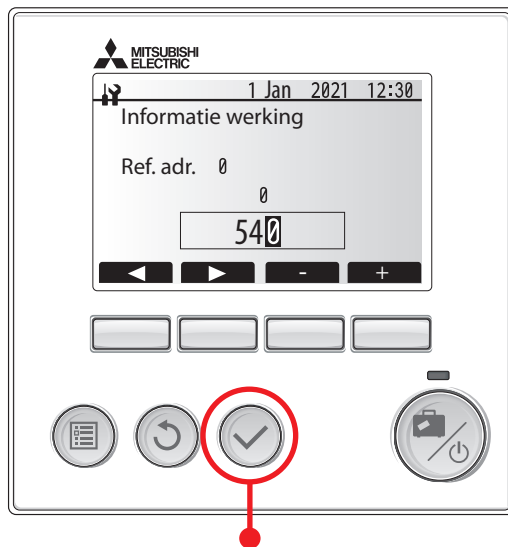 MITSUBISHI
ELECTRIC
1 Jan 2021 12:30
Informatie werking
Ref. adr. 0
0
540
- +